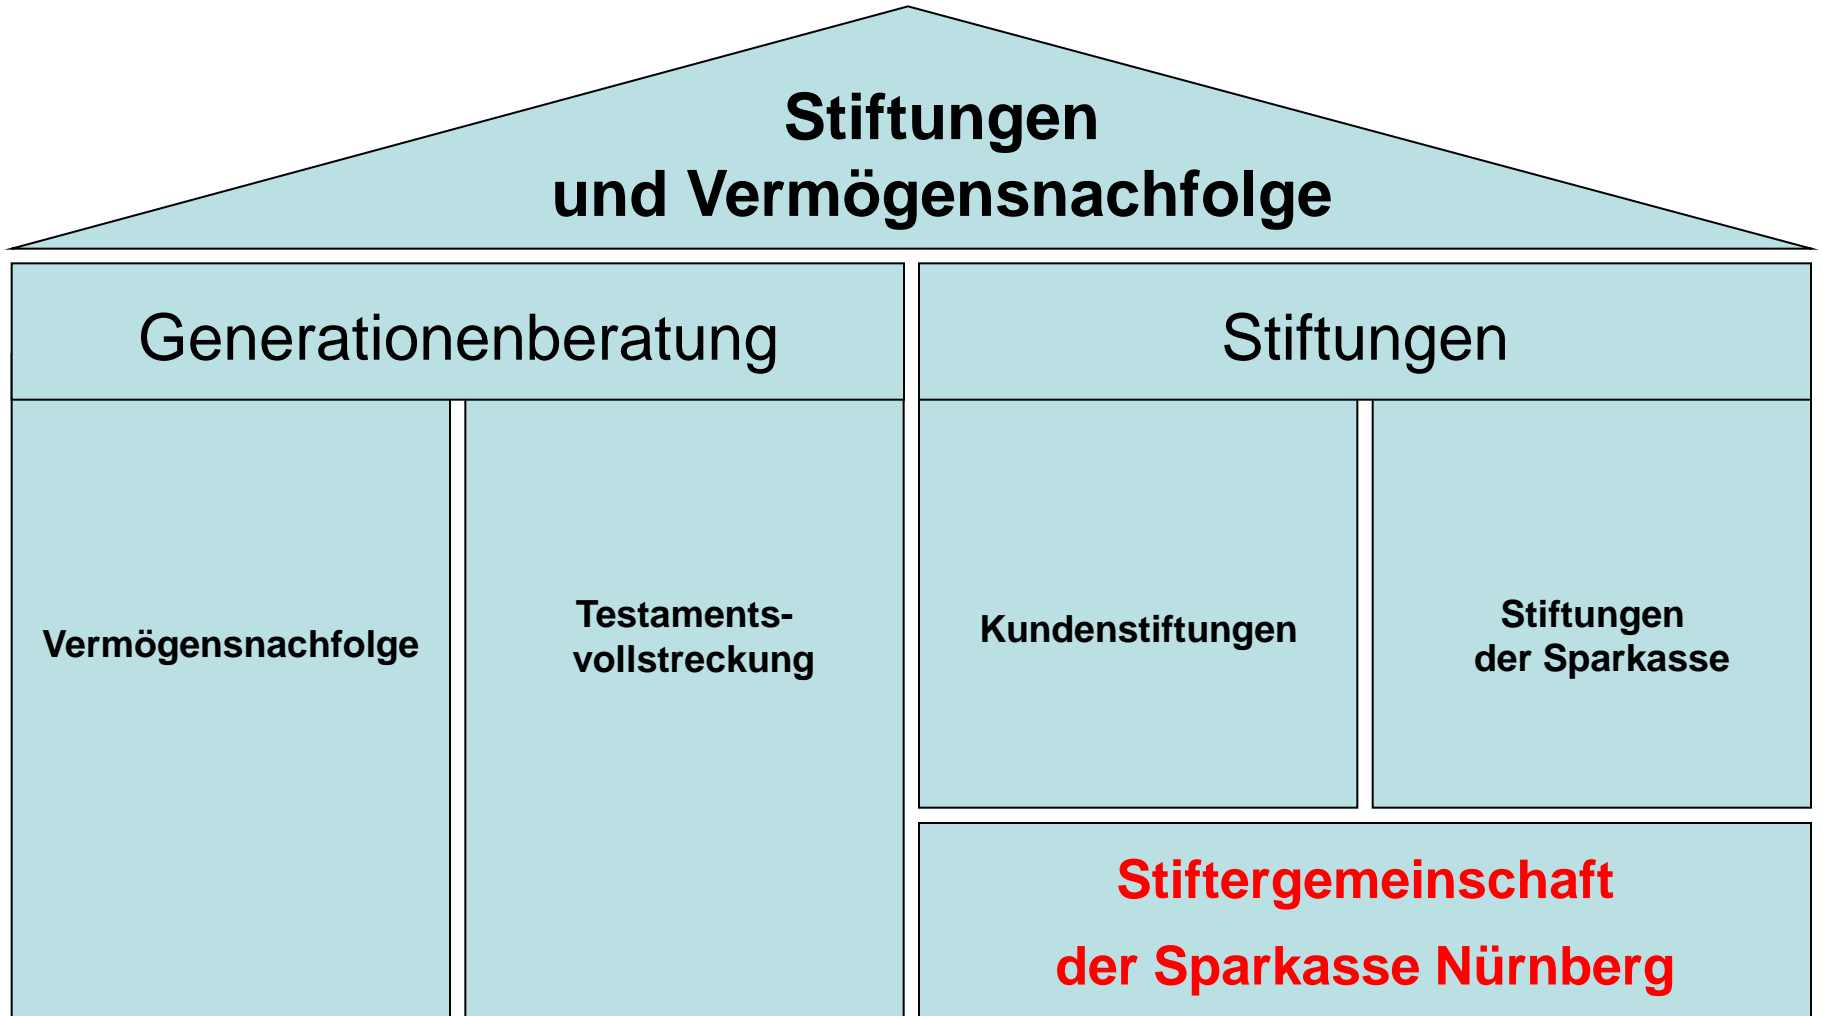 Stiftungen
und Vermögensnachfolge
Generationenberatung
Stiftungen
Vermögensnachfolge
Testaments-
vollstreckung
Kundenstiftungen
Stiftungen
der Sparkasse
Stiftergemeinschaft
der Sparkasse Nürnberg